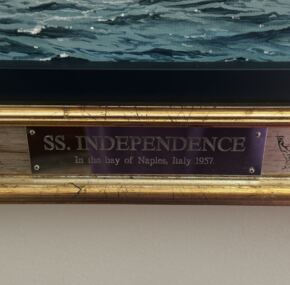 SS. INDEPENDENCE
In the bay of Naples, Italy 1957.